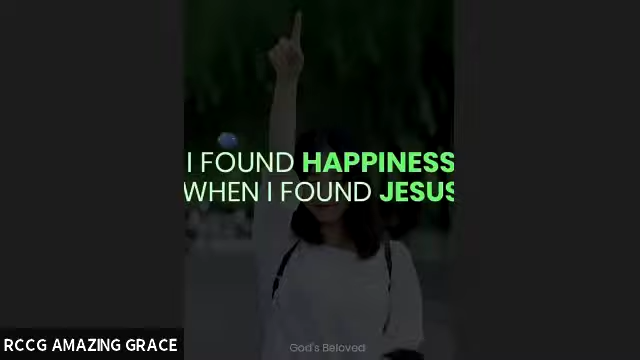 I FOUND HAPPINESS
WHEN I FOUND JESUS
God's Beloved
RCCG AMAZING GRACE